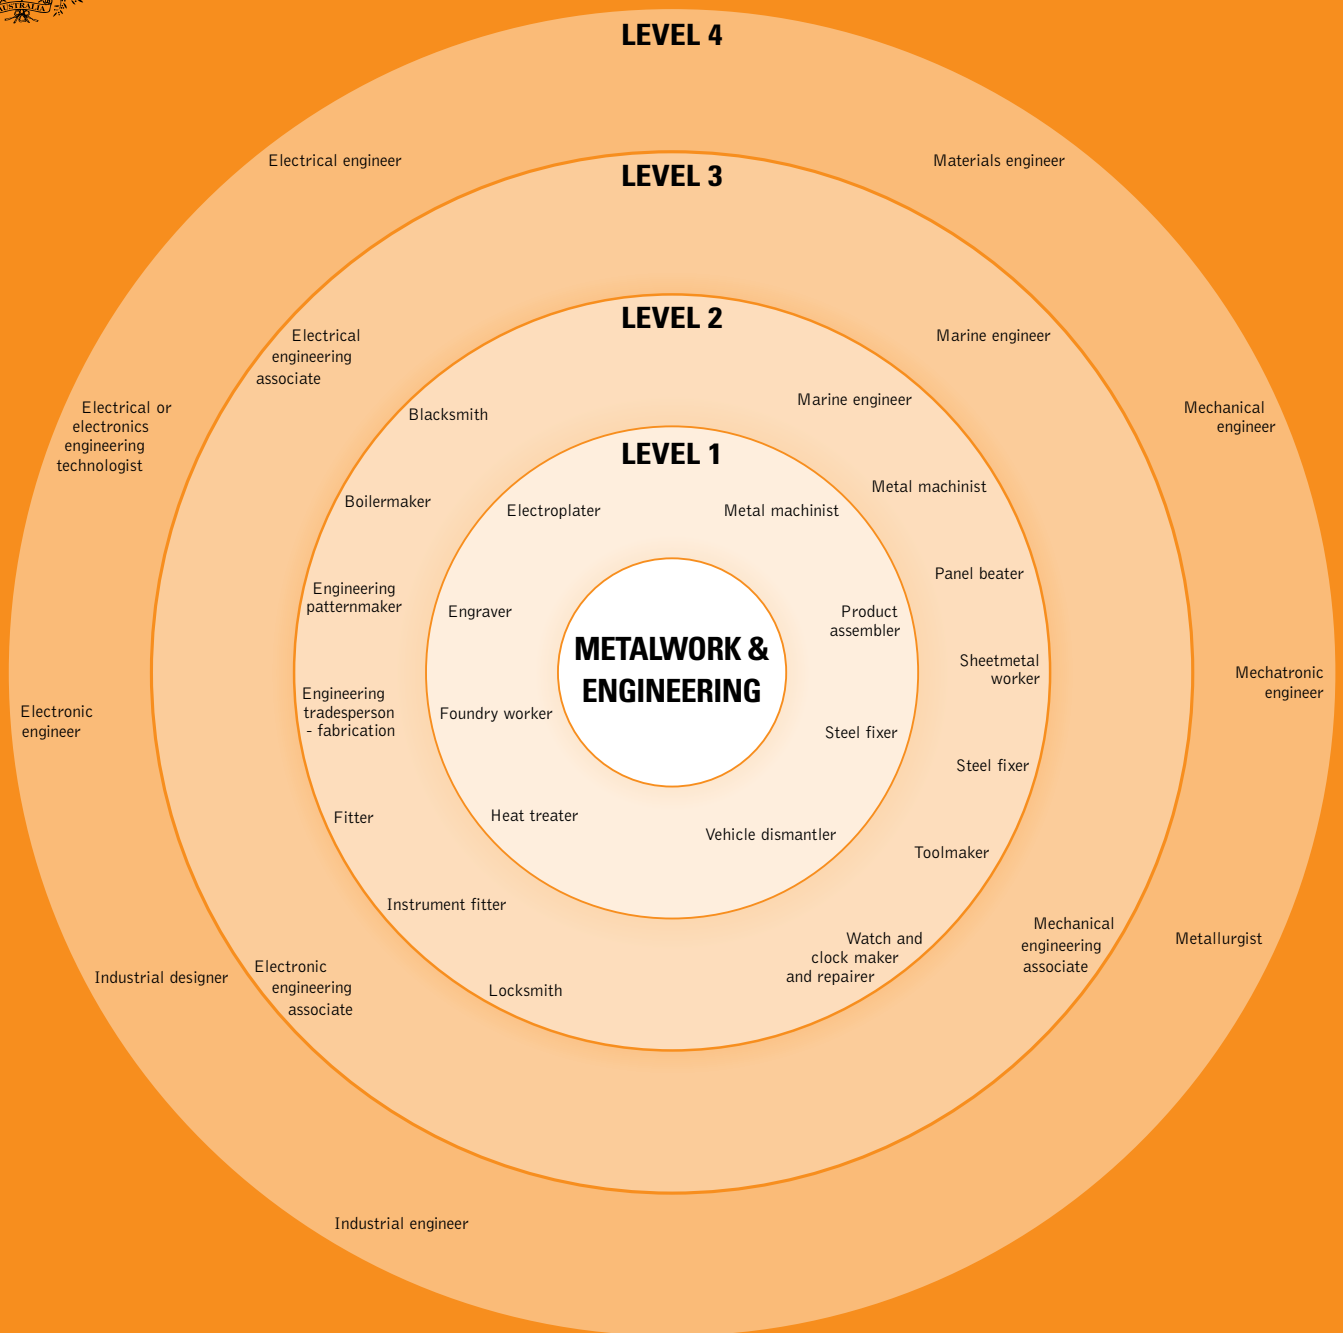 AUSTRALIA
LEVEL 4
Electrical engineer
Materials engineer
LEVEL 3
LEVEL 2
Electrical
engineering
associate
Marine engineer
Electrical or
electronics
engineering
technologist
Blacksmith
Marine engineer
Mechanical
engineer
LEVEL 1
Boilermaker
Electroplater
Metal machinist
Metal machinist
Engineering
patternmaker
Engraver
Product
assembler
Panel beater
METALWORK &
ENGINEERING
Sheetmetal
worker
Mechatronic
engineer
Electronic
engineer
Engineering
tradesperson
- fabrication
Foundry worker
Steel fixer
Steel fixer
Fitter
Heat treater
Vehicle dismantler
Toolmaker
Instrument fitter
Watch and
clock maker
and repairer
Mechanical
engineering
associate
Metallurgist
Industrial designer
Electronic
engineering
associate
Locksmith
Industrial engineer